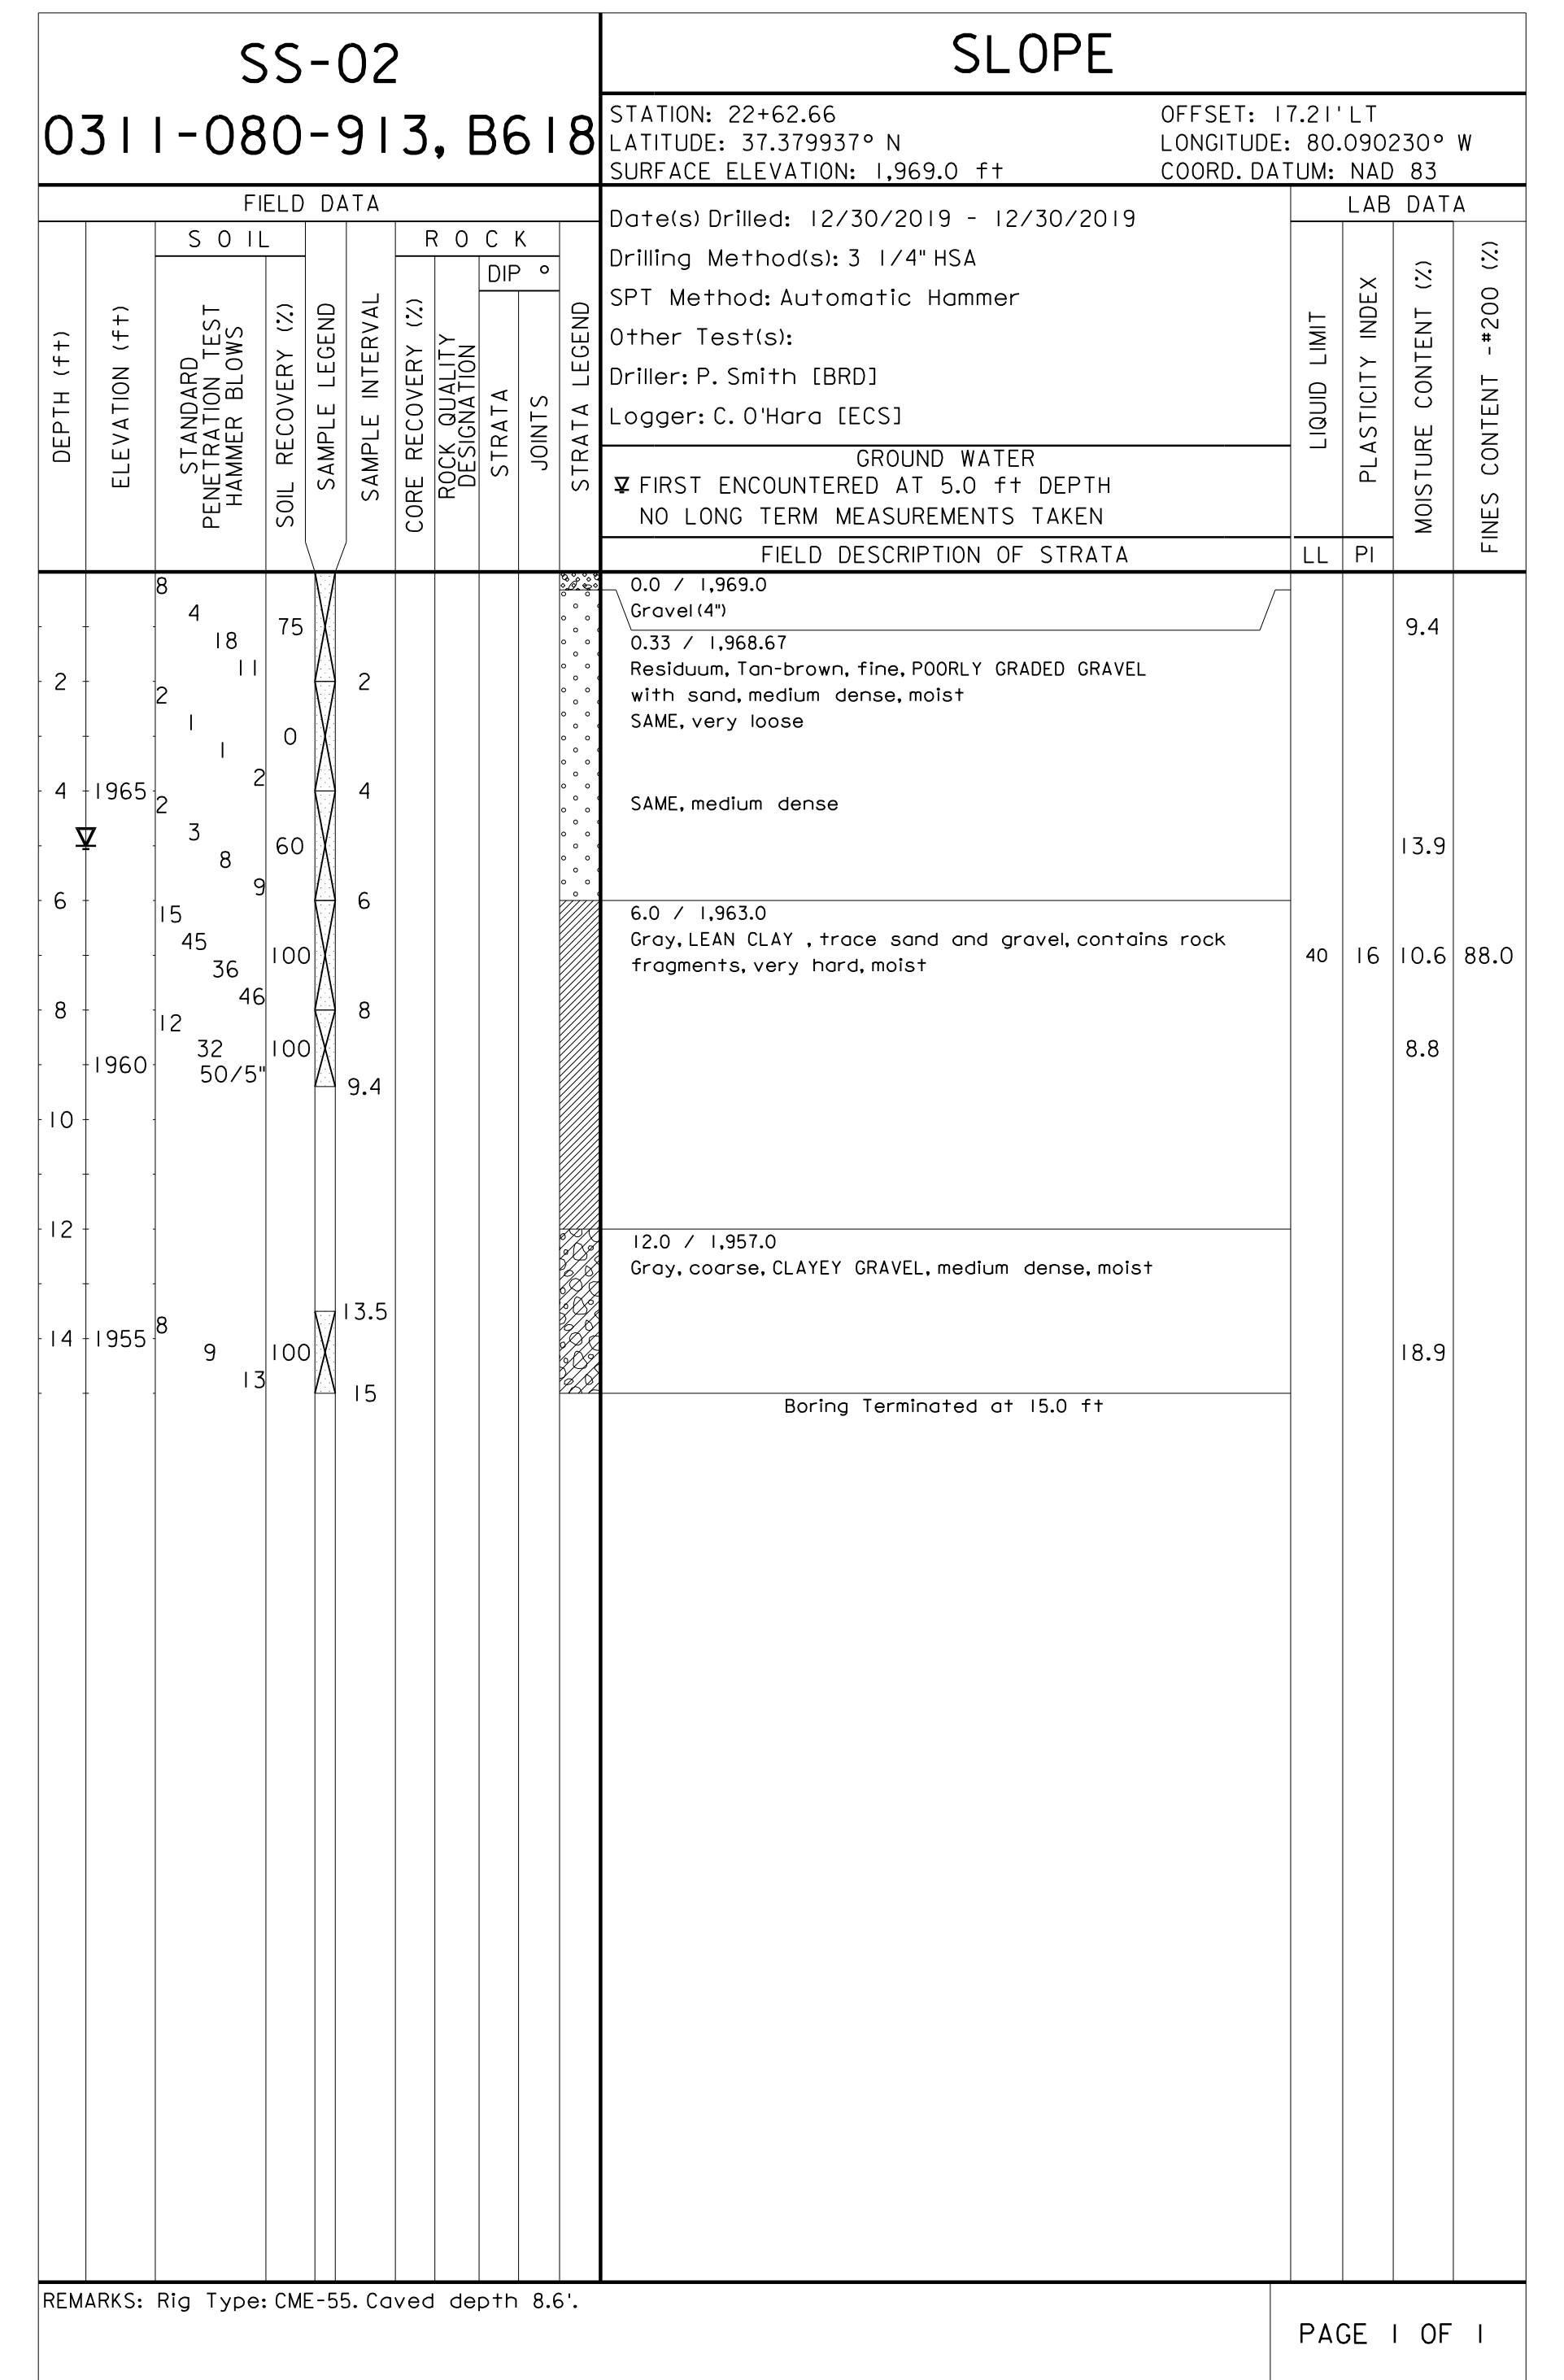 SS-02
0311-080-913, B618
SLOPE
STATION: 22+62.66 OFFSET: 17.21' LT
LATITUDE: 37.379937° N LONGITUDE: 80.090230° W
SURFACE ELEVATION: 1,969.0 ft COORD. DATUM: NAD 83
FIELD DATA
SOIL
ROCK
DIP °
DEPTH (ft)
ELEVATION (ft)
STANDARD
PENETRATION TEST
HAMMER BLOWS
SOIL RECOVERY (%)
SAMPLE LEGEND
SAMPLE INTERVAL
CORE RECOVERY (%)
ROCK QUALITY
DESIGNATION
STRATA
JOINTS
STRATA LEGEND
Date(s) Drilled: 12/30/2019 - 12/30/2019
Drilling Method(s): 3 1/4" HSA
SPT Method: Automatic Hammer
Other Test(s):
Driller: P. Smith [BRD]
Logger: C. O'Hara [ECS]
GROUND WATER
FIRST ENCOUNTERED AT 5.0 ft DEPTH
NO LONG TERM MEASUREMENTS TAKEN
FIELD DESCRIPTION OF STRATA
LAB DATA
LIQUID LIMIT
PLASTICITY INDEX
MOISTURE CONTENT (%)
FINES CONTENT -#200 (%)
LL PI
8 0.0 / 1,969.0
4 Gravel (4")
75 9.4
18 0.33 / 1,968.67
11 Residuum, Tan-brown, fine, POORLY GRADED GRAVEL
2 2
2 with sand, medium dense, moist
1 SAME, very loose
0
1
2
4 1965 4
2 SAME, medium dense
3
60 13.9
8
9
6 6
15 6.0 / 1,963.0
45 Gray, LEAN CLAY , trace sand and gravel, contains rock
100 40 16 10.6 88.0
36 fragments, very hard, moist
46
8 8
12
32 100 8.8
1960 50/5"
9.4
10
12
12.0 / 1,957.0
Gray, coarse, CLAYEY GRAVEL, medium dense, moist
13.5
8
14 1955
9 100 18.9
13
15
Boring Terminated at 15.0 ft
REMARKS: Rig Type: CME-55. Caved depth 8.6'.
PAGE 1 OF 1